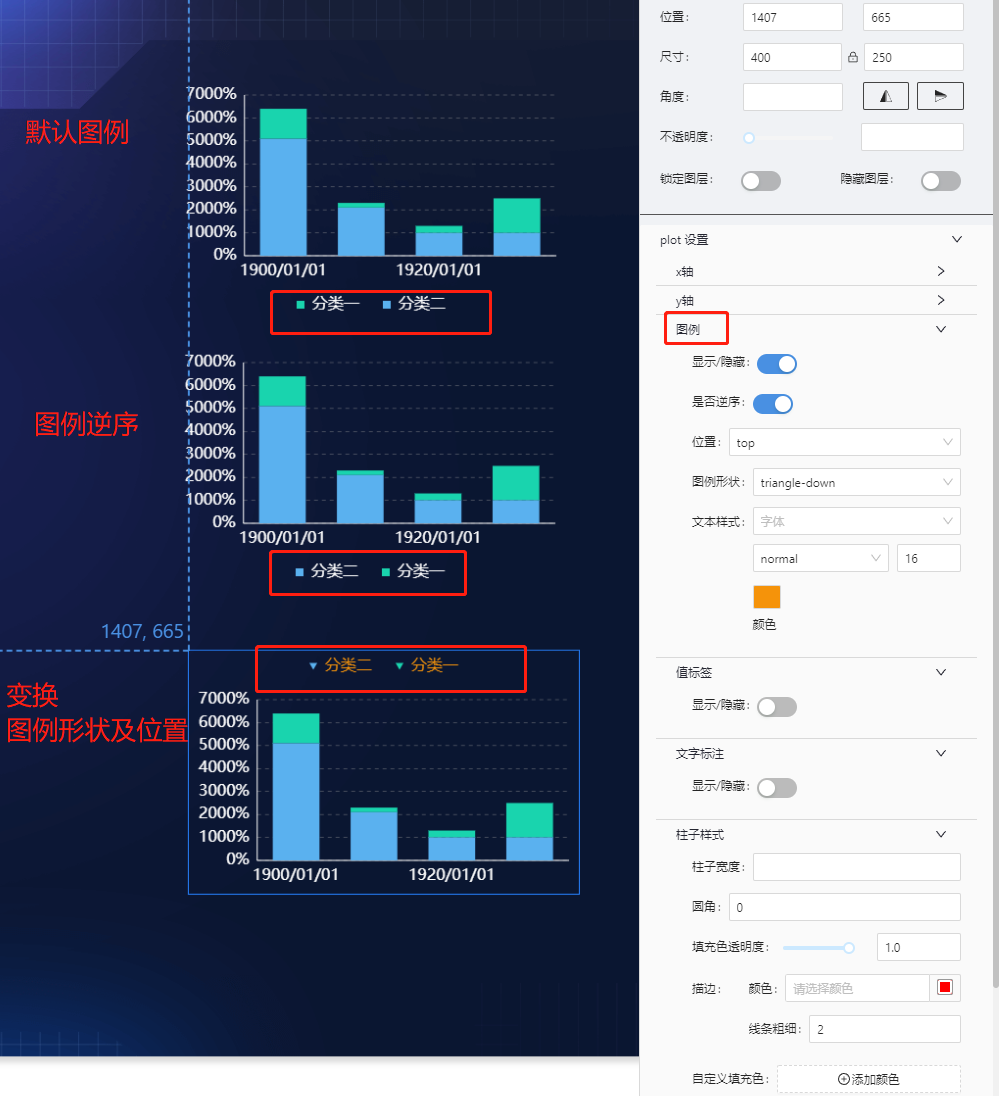 默认图例
7000%
6000%
5000%
4000%
3000%
2000%
1000%
0%
1900/01/01 1920/01/01
分类一 分类二
图例逆序
7000%
6000%
5000%
4000%
3000%
2000%
1000%
0%
1900/01/01 1920/01/01
分类二 分类一
1407, 665
变换
图例形状及位置
分类二 分类一
7000%
6000%
5000%
4000%
3000%
2000%
1000%
0%
1900/01/01 1920/01/01
位置: 1407 665
尺寸: 400 250
角度:
不透明度:
锁定图层: 隐藏图层:
plot 设置
x轴
y轴
图例
显示/隐藏:
是否逆序:
位置: top
图例形状: triangle-down
文本样式: 字体
normal 16
颜色
值标签
显示/隐藏:
文字标注
显示/隐藏:
柱子样式
柱子宽度:
圆角: 0
填充色透明度: 1.0
描边: 颜色: 请选择颜色
线条粗细: 2
自定义填充色: 添加颜色